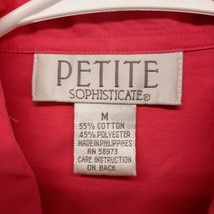 PETITE
SOPHISTICATE®
M
55% COTTON
45% POLYESTER
MADE IN PHILIPPINES
RN 58973
CARE INSTRUCTION
ON BACK